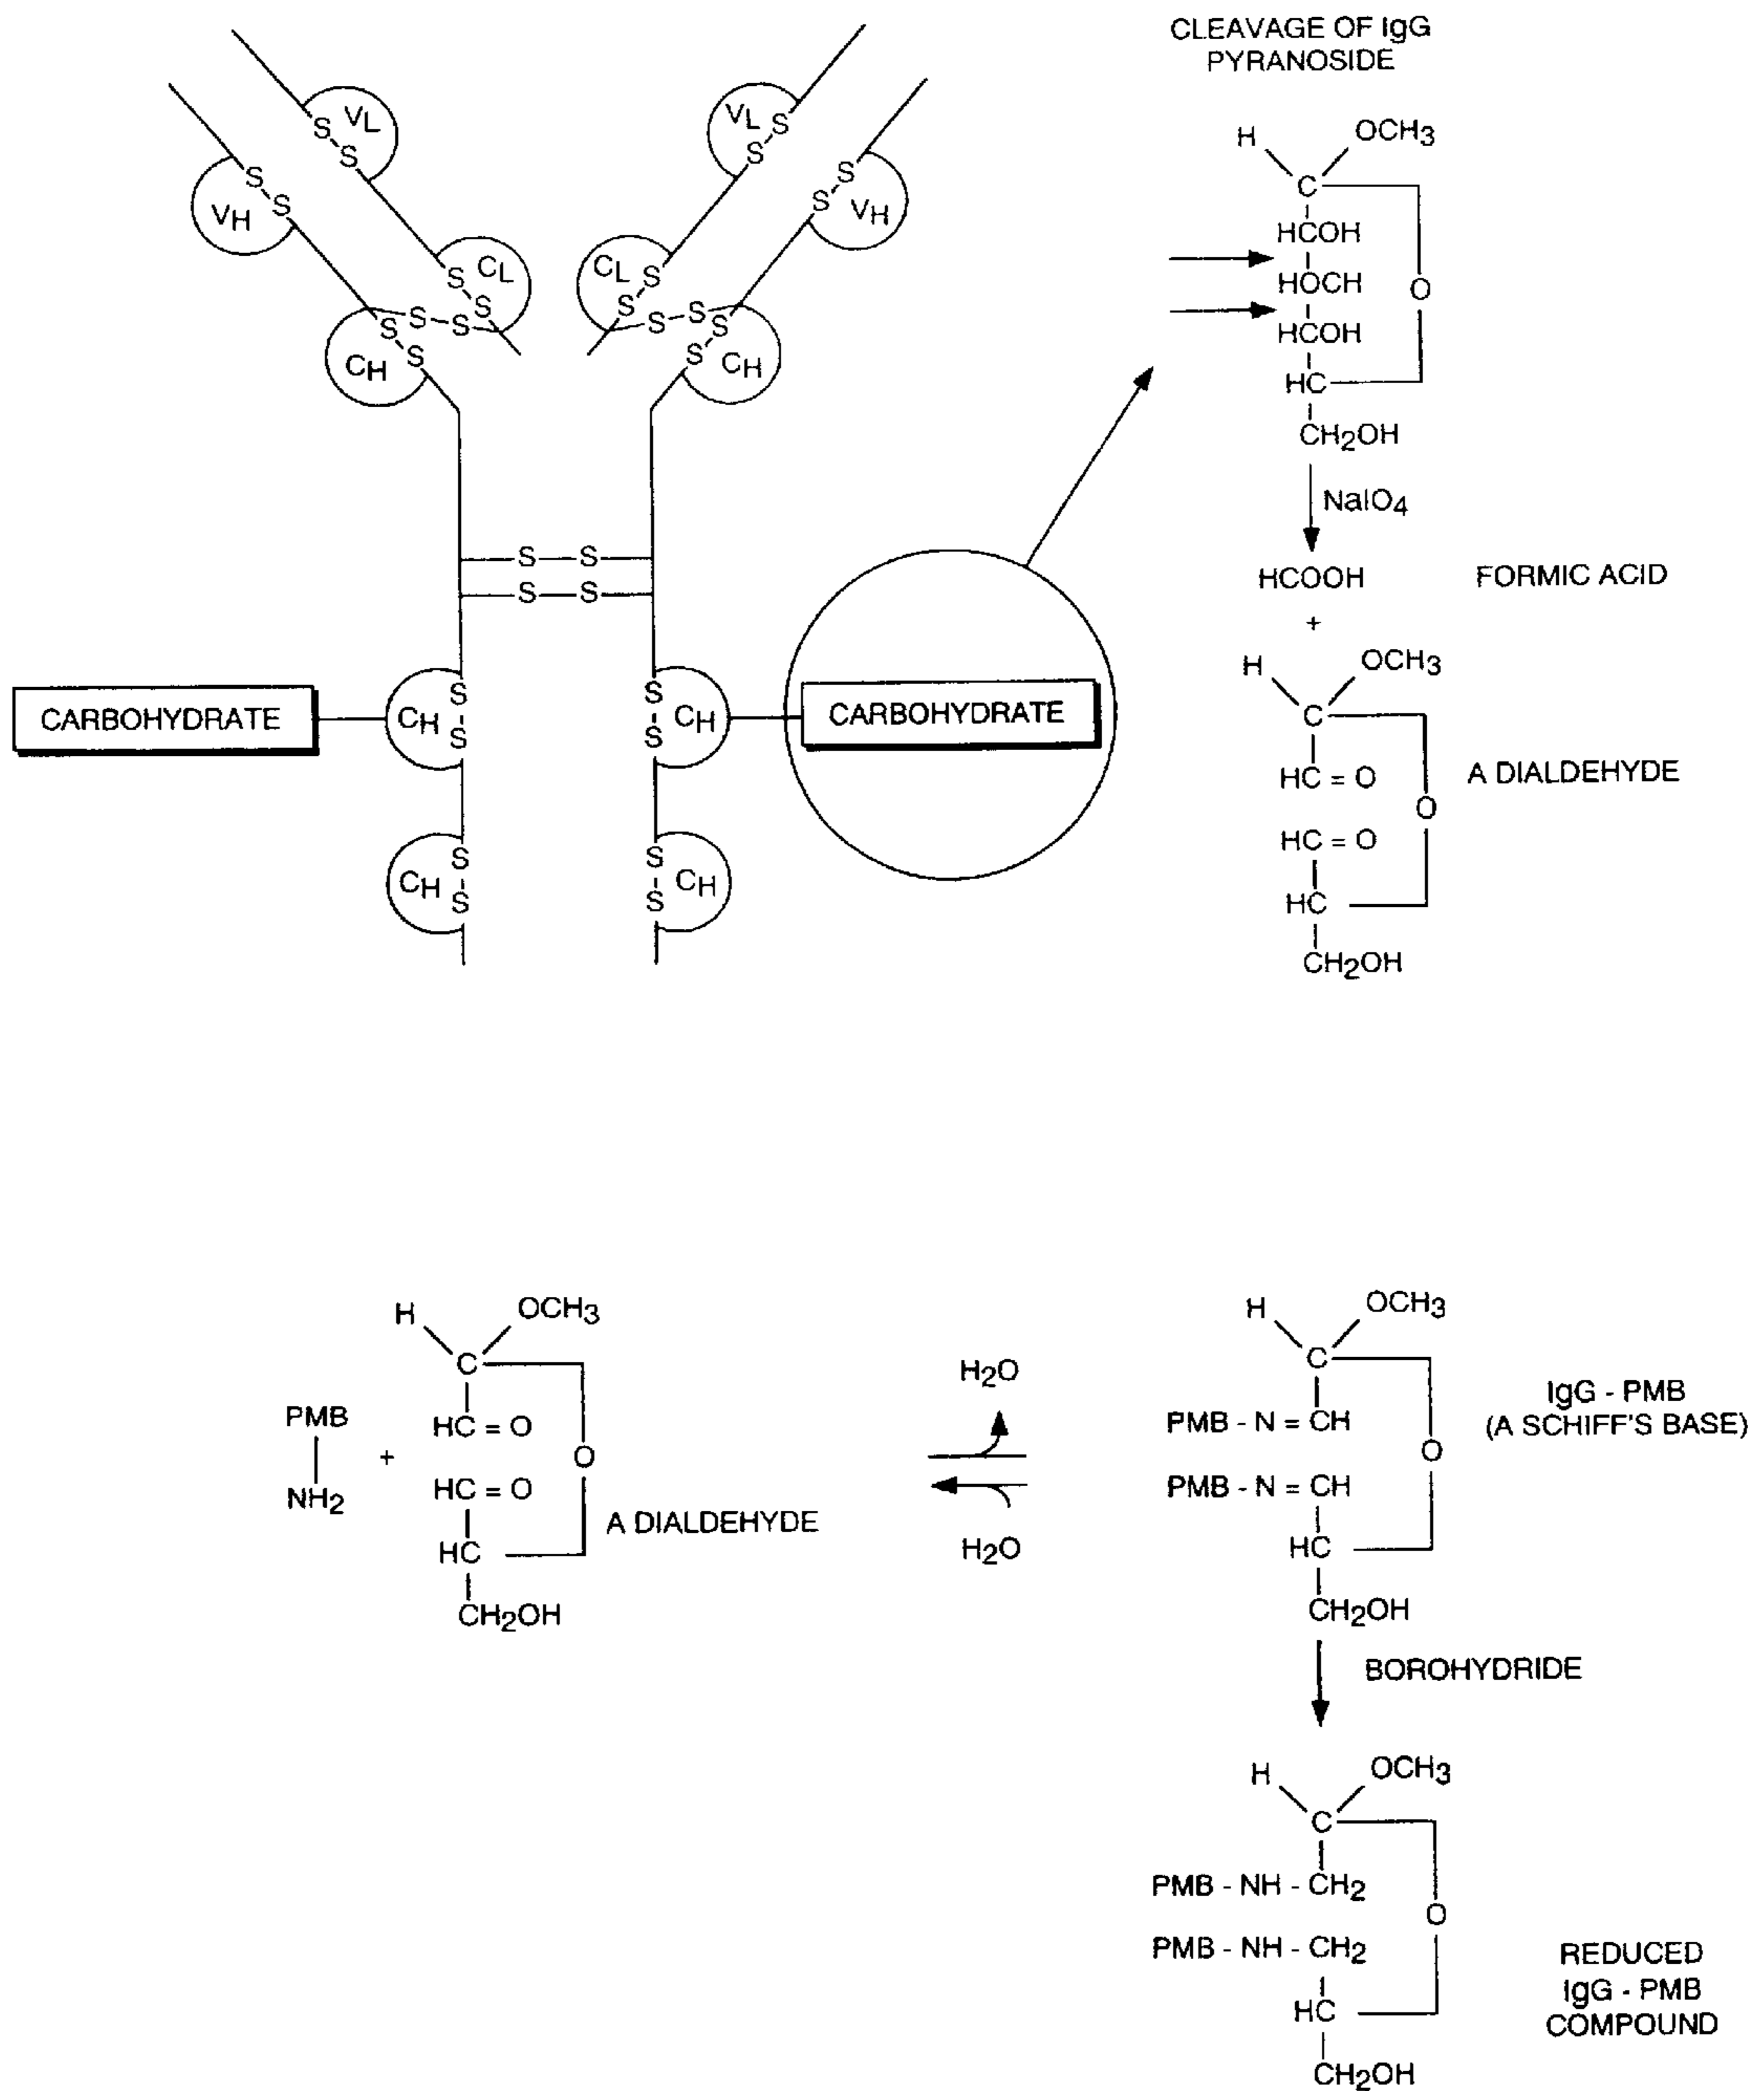 CLEAVAGE OF IgG
PYRANOSIDE
VL
VL
VH
VH
S
S
S
S
S
S
S
S
CL
CL
S
S
S
S
S
S
S
S
S
S
S
S
CH
CH
S
S
S
S
CARBOHYDRATE
CH
S
S
S
S
CH
CARBOHYDRATE
CH
S
S
S
S
CH
H
OCH3
C
HCOH
HOCH
O
HCOH
HC
CH2OH
NaIO4
HCOOH
FORMIC ACID
+
H
OCH3
C
HC = O
A DIALDEHYDE
O
HC = O
HC
CH2OH
PMB
NH2
+
H
OCH3
C
HC = O
O
HC = O
HC
A DIALDEHYDE
CH2OH
H2O
H2O
H
OCH3
C
PMB - N = CH
IgG - PMB
(A SCHIFF'S BASE)
O
PMB - N = CH
HC
CH2OH
BOROHYDRIDE
H
OCH3
C
PMB - NH - CH2
O
PMB - NH - CH2
HC
CH2OH
REDUCED
IgG - PMB
COMPOUND